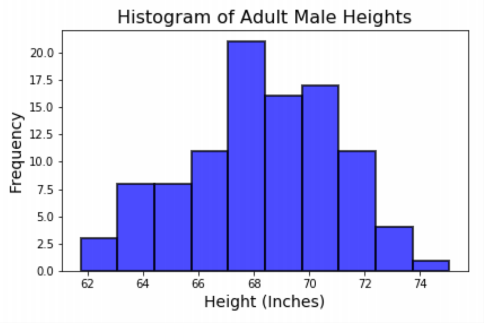 Histogram of Adult Male Heights
20.0
17.5
15.0
12.5
10.0
7.5
5.0
2.5
0.0
Frequency
62 64 66 68 70 72 74
Height (Inches)